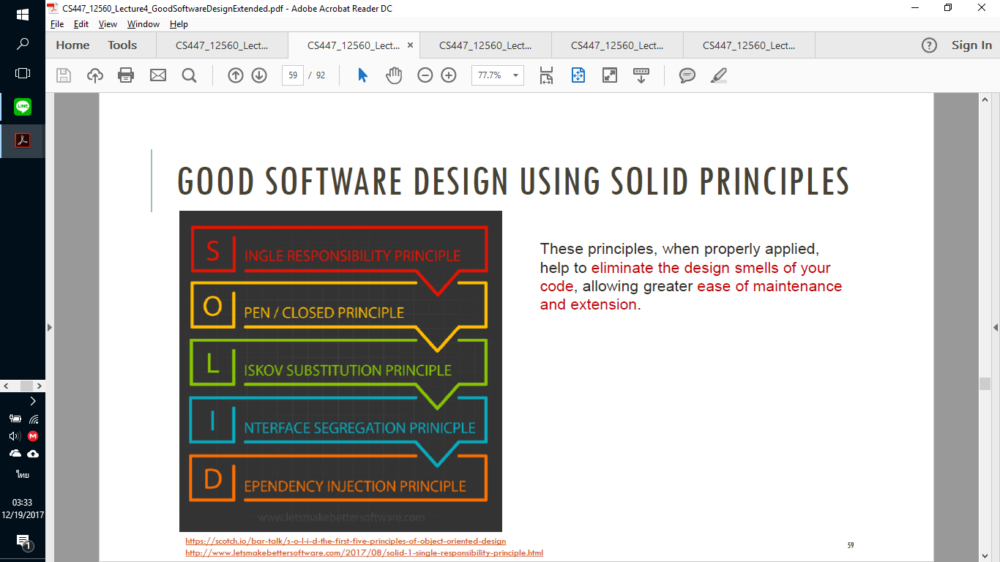 CS447_12560_Lecture4_GoodSoftwareDesignExtended.pdf - Adobe Acrobat Reader DC
File Edit View Window Help
Home Tools CS447_12560_Lect... CS447_12560_Lect... × CS447_12560_Lect... CS447_12560_Lect... CS447_12560_Lect... Sign In
59 / 92 77.7%
LINE
GOOD SOFTWARE DESIGN USING SOLID PRINCIPLES
S INGLE RESPONSIBILITY PRINCIPLE
O PEN / CLOSED PRINCIPLE
L ISKOV SUBSTITUTION PRINCIPLE
I NTERFACE SEGREGATION PRINICPLE
D EPENDENCY INJECTION PRINCIPLE
www.letsmakebettersoftware.com
These principles, when properly applied,
help to eliminate the design smells of your
code, allowing greater ease of maintenance
and extension.
https://scotch.io/bar-talk/s-o-l-i-d-the-first-five-principles-of-object-oriented-design
http://www.letsmakebettersoftware.com/2017/08/solid-1-single-responsibility-principle.html
59
M
ไทย
03:33
12/19/2017
1